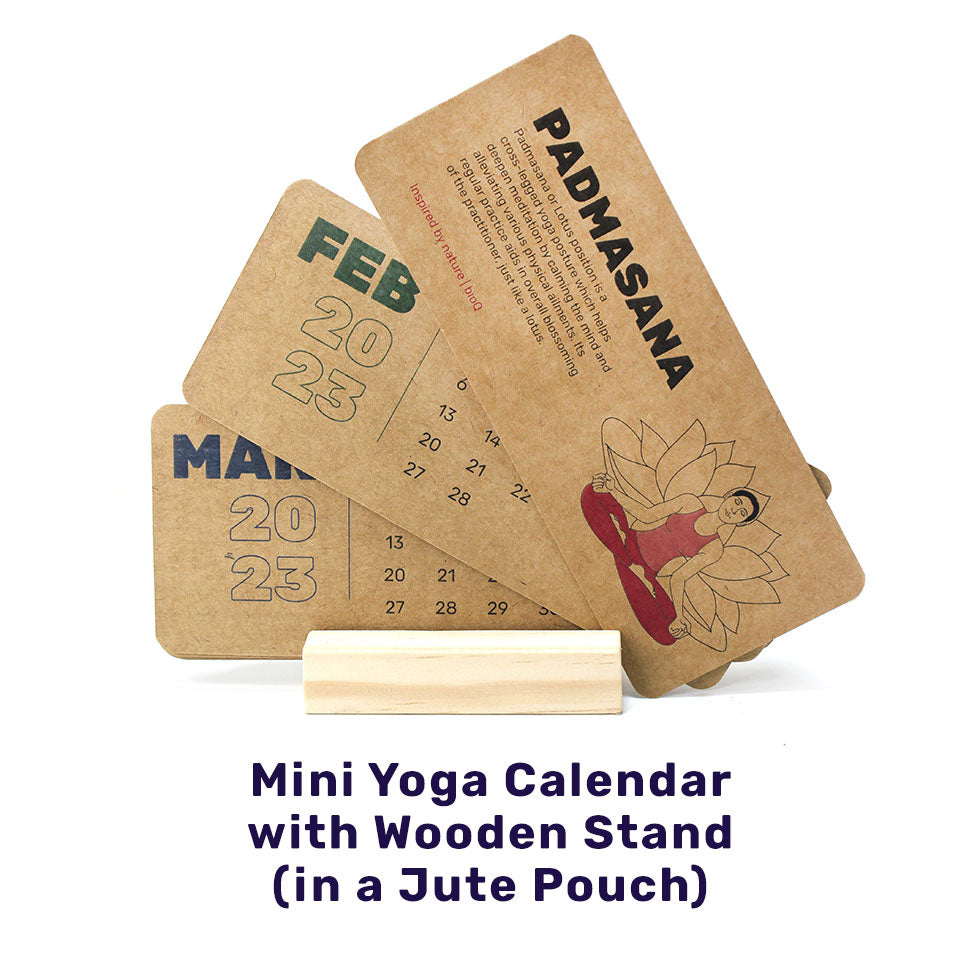 PADMASANA
Padmasana or Lotus position is a
cross-legged yoga posture which helps
deepen meditation by calming the mind and
alleviating various physical ailments. Its
regular practice aids in overall blossoming
of the practitioner, just like a lotus.
Inspired by nature | bioQ
FEB
20
23
6
13 14
20 21 22
27 28
MAR
20
23
13
20 21
27 28 29 30
Mini Yoga Calendar
with Wooden Stand
(in a Jute Pouch)